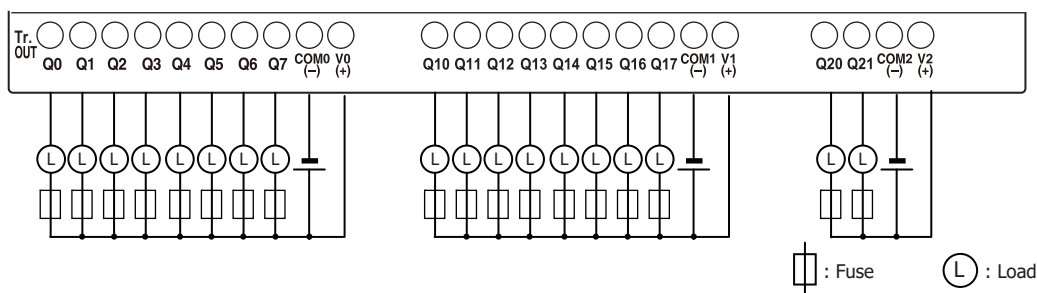 Tr.
OUT
Q0 Q1 Q2 Q3 Q4 Q5 Q6 Q7 COM0 (−) V0 (+) Q10 Q11 Q12 Q13 Q14 Q15 Q16 Q17 COM1 (−) V1 (+) Q20 Q21 COM2 (−) V2 (+)
L L L L L L L L L L L L L L L L L L
: Fuse L : Load